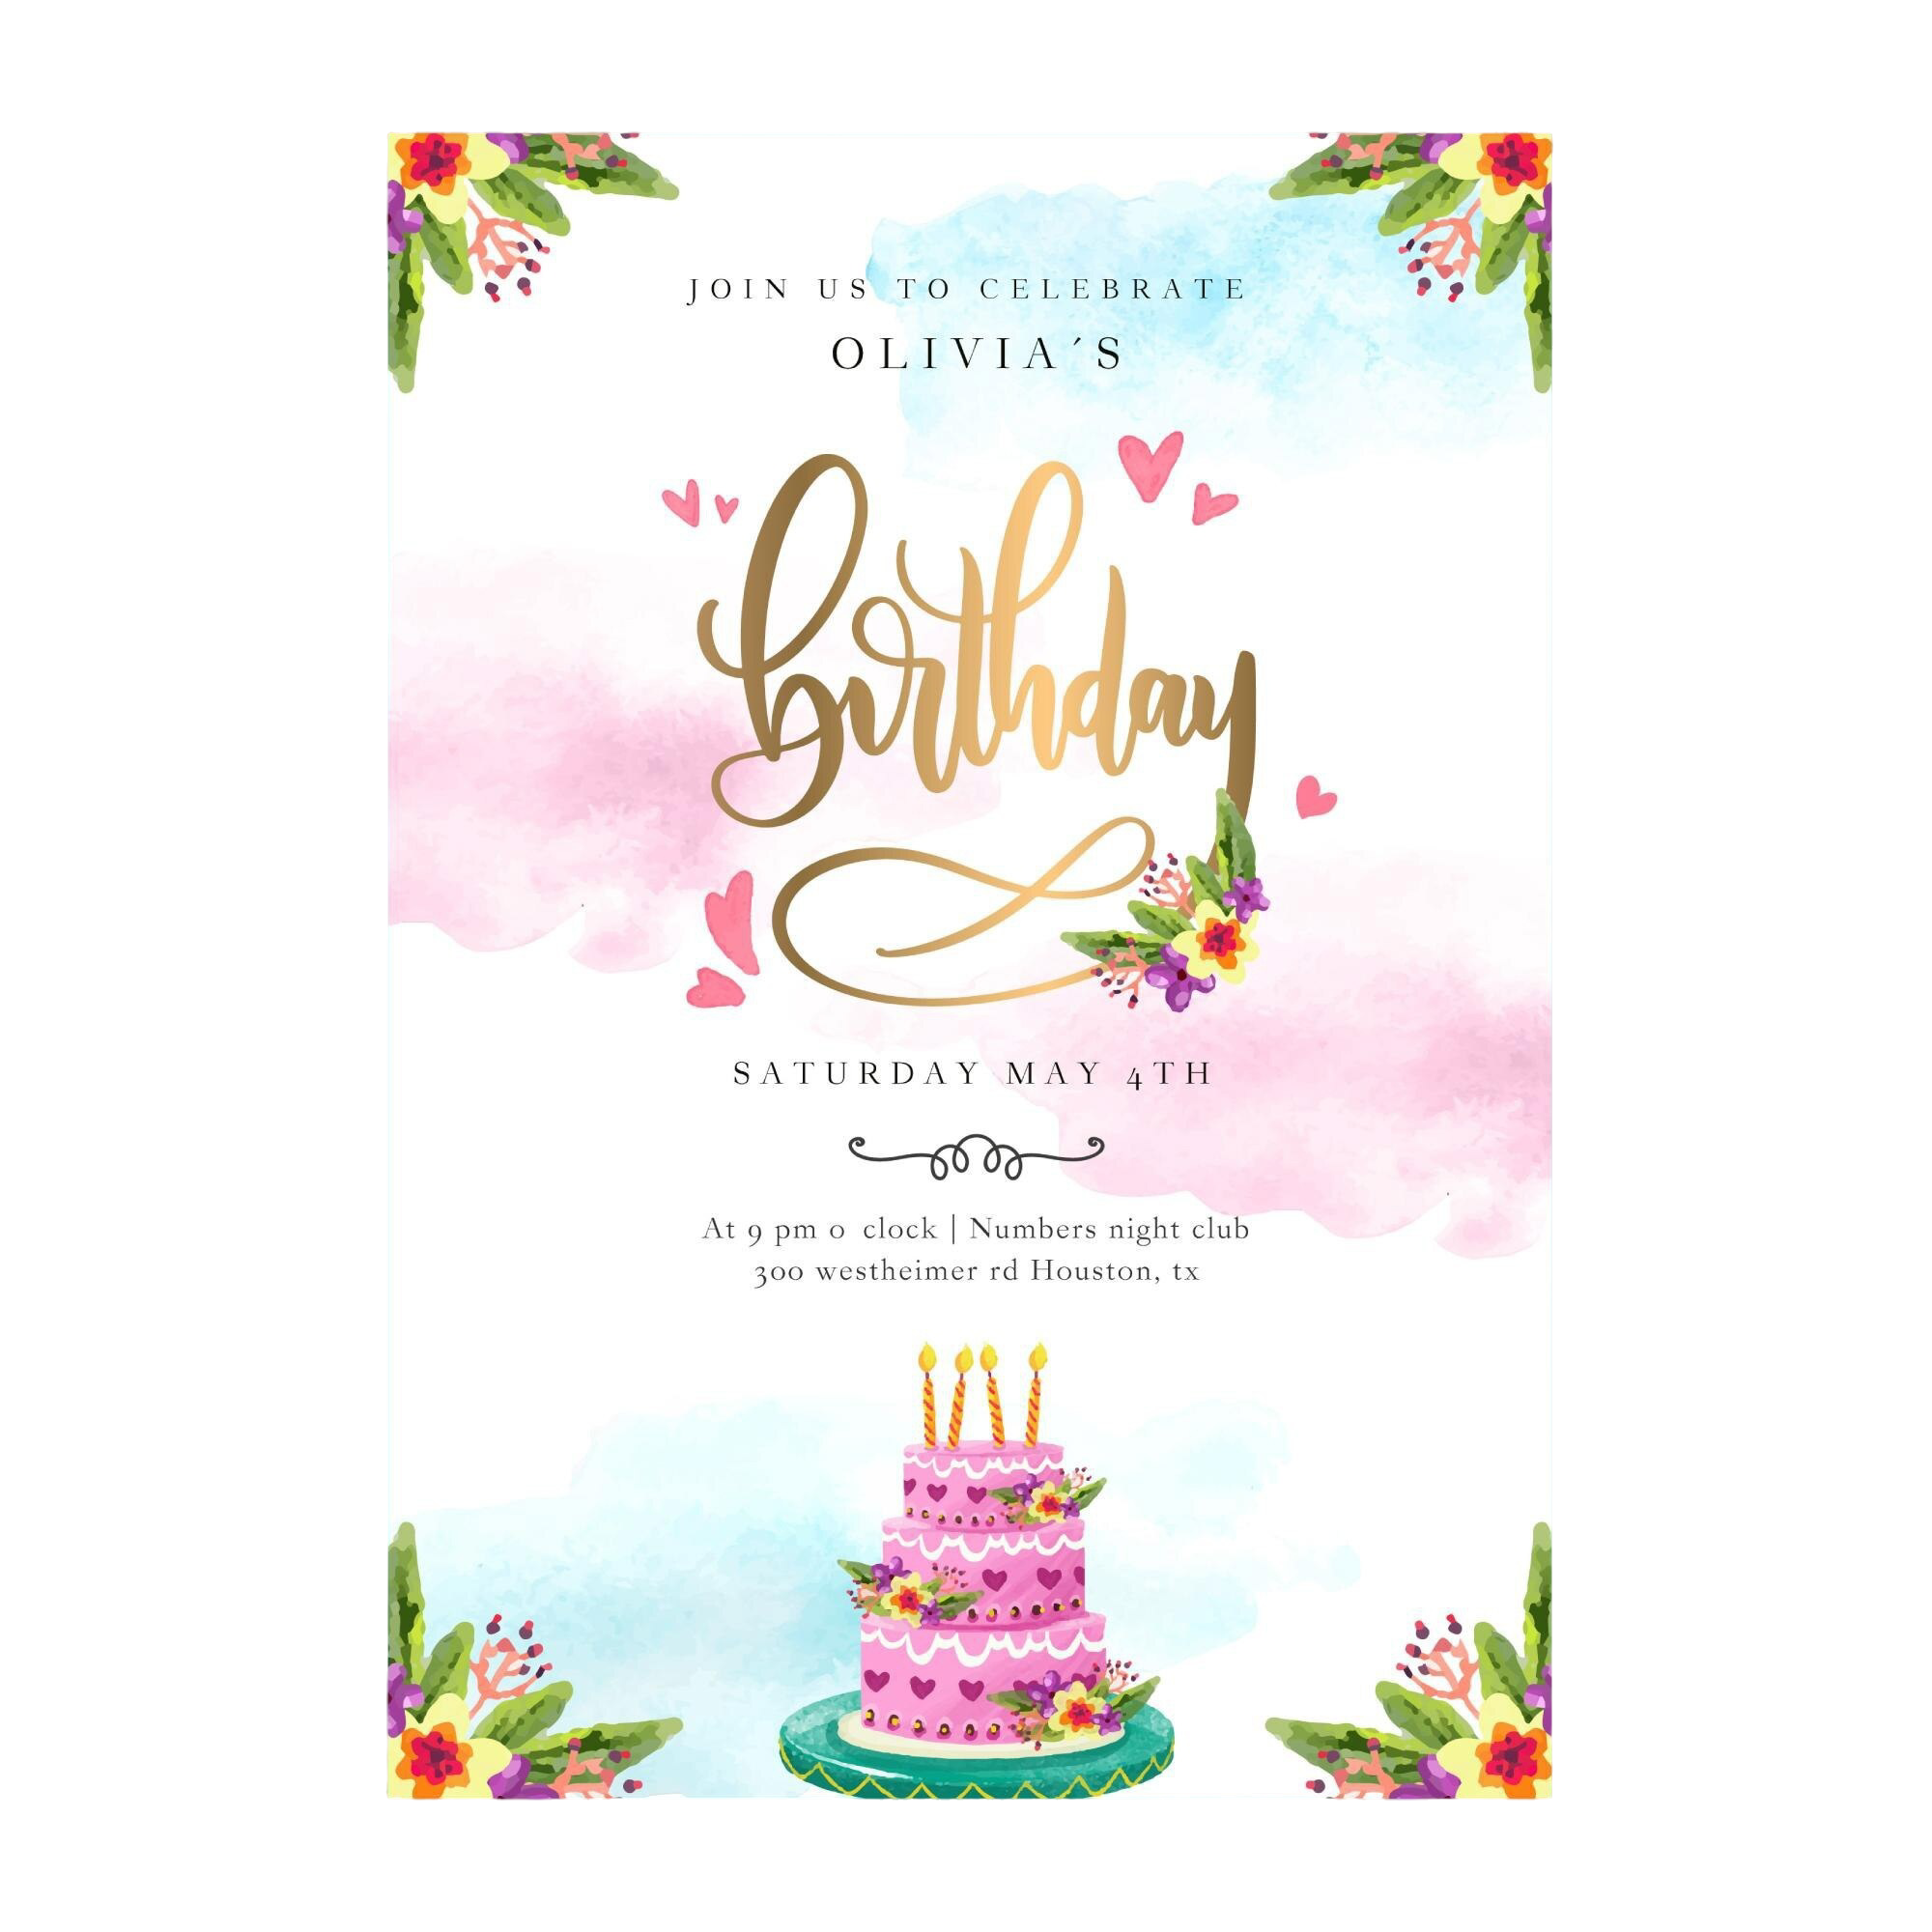 JOIN US TO CELEBRATE
OLIVIA´S
birthday
SATURDAY MAY 4TH
At 9 pm o clock | Numbers night club
300 westheimer rd Houston, tx